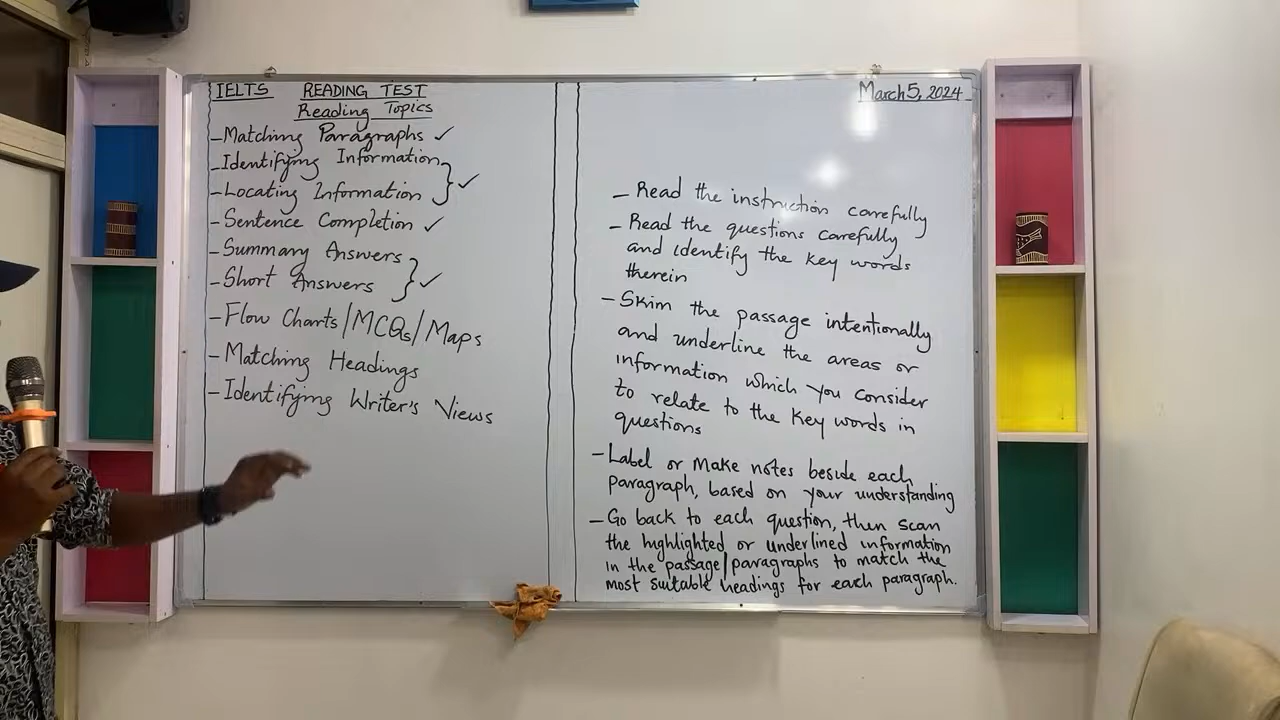 IELTS READING TEST
Reading Topics
- Matching Paragraphs ✓
- Identifying Information
- Locating Information } ✓
- Sentence Completion ✓
- Summary Answers
- Short Answers } ✓
- Flow Charts/MCQs/Maps
- Matching Headings
- Identifying Writer's Views
March 5, 2024
- Read the instruction carefully
- Read the questions carefully
and identify the key words
therein
- Skim the passage intentionally
and underline the areas or
information which you consider
to relate to the key words in
questions
- Label or Make notes beside each
paragraph, based on your understanding
- Go back to each question, then scan
the highlighted or underlined information
in the passage/paragraphs to match the
most suitable headings for each paragraph.